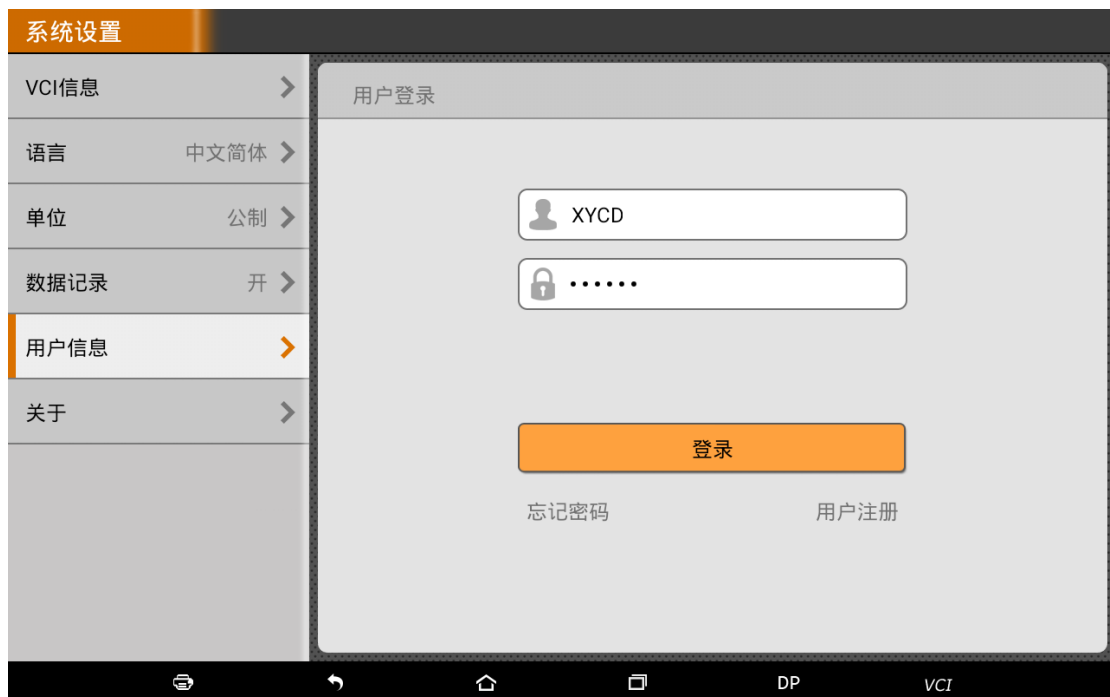 系统设置
VCI信息
语言 中文简体
单位 公制
数据记录 开
用户信息
关于
用户登录
XYCD
••••••
登录
忘记密码 用户注册
DP VCI